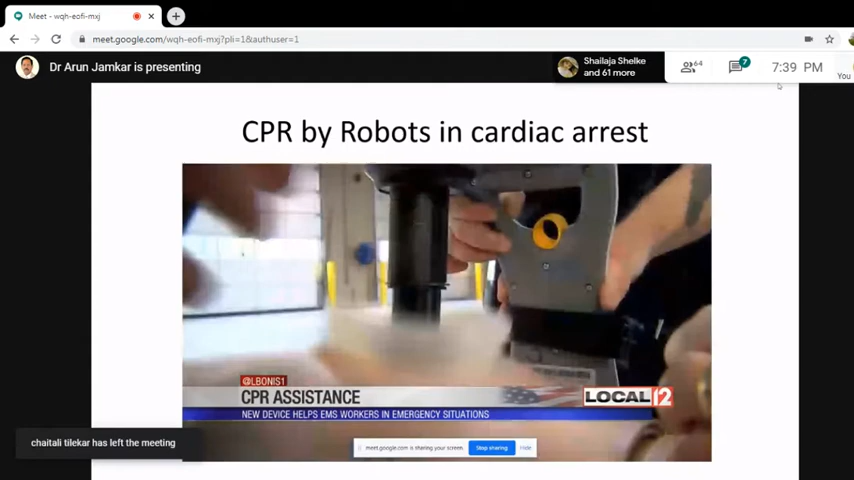 Meet - wqh-eofi-mxj
meet.google.com/wqh-eofi-mxj?pli=1&authuser=1
Dr Arun Jamkar is presenting
Shailaja Shelke
and 61 more
64
7
7:39 PM
You
CPR by Robots in cardiac arrest
@LBONIS1
CPR ASSISTANCE
LOCAL 12
NEW DEVICE HELPS EMS WORKERS IN EMERGENCY SITUATIONS
chaitali tilekar has left the meeting
meet.google.com is sharing your screen.
Stop sharing
Hide